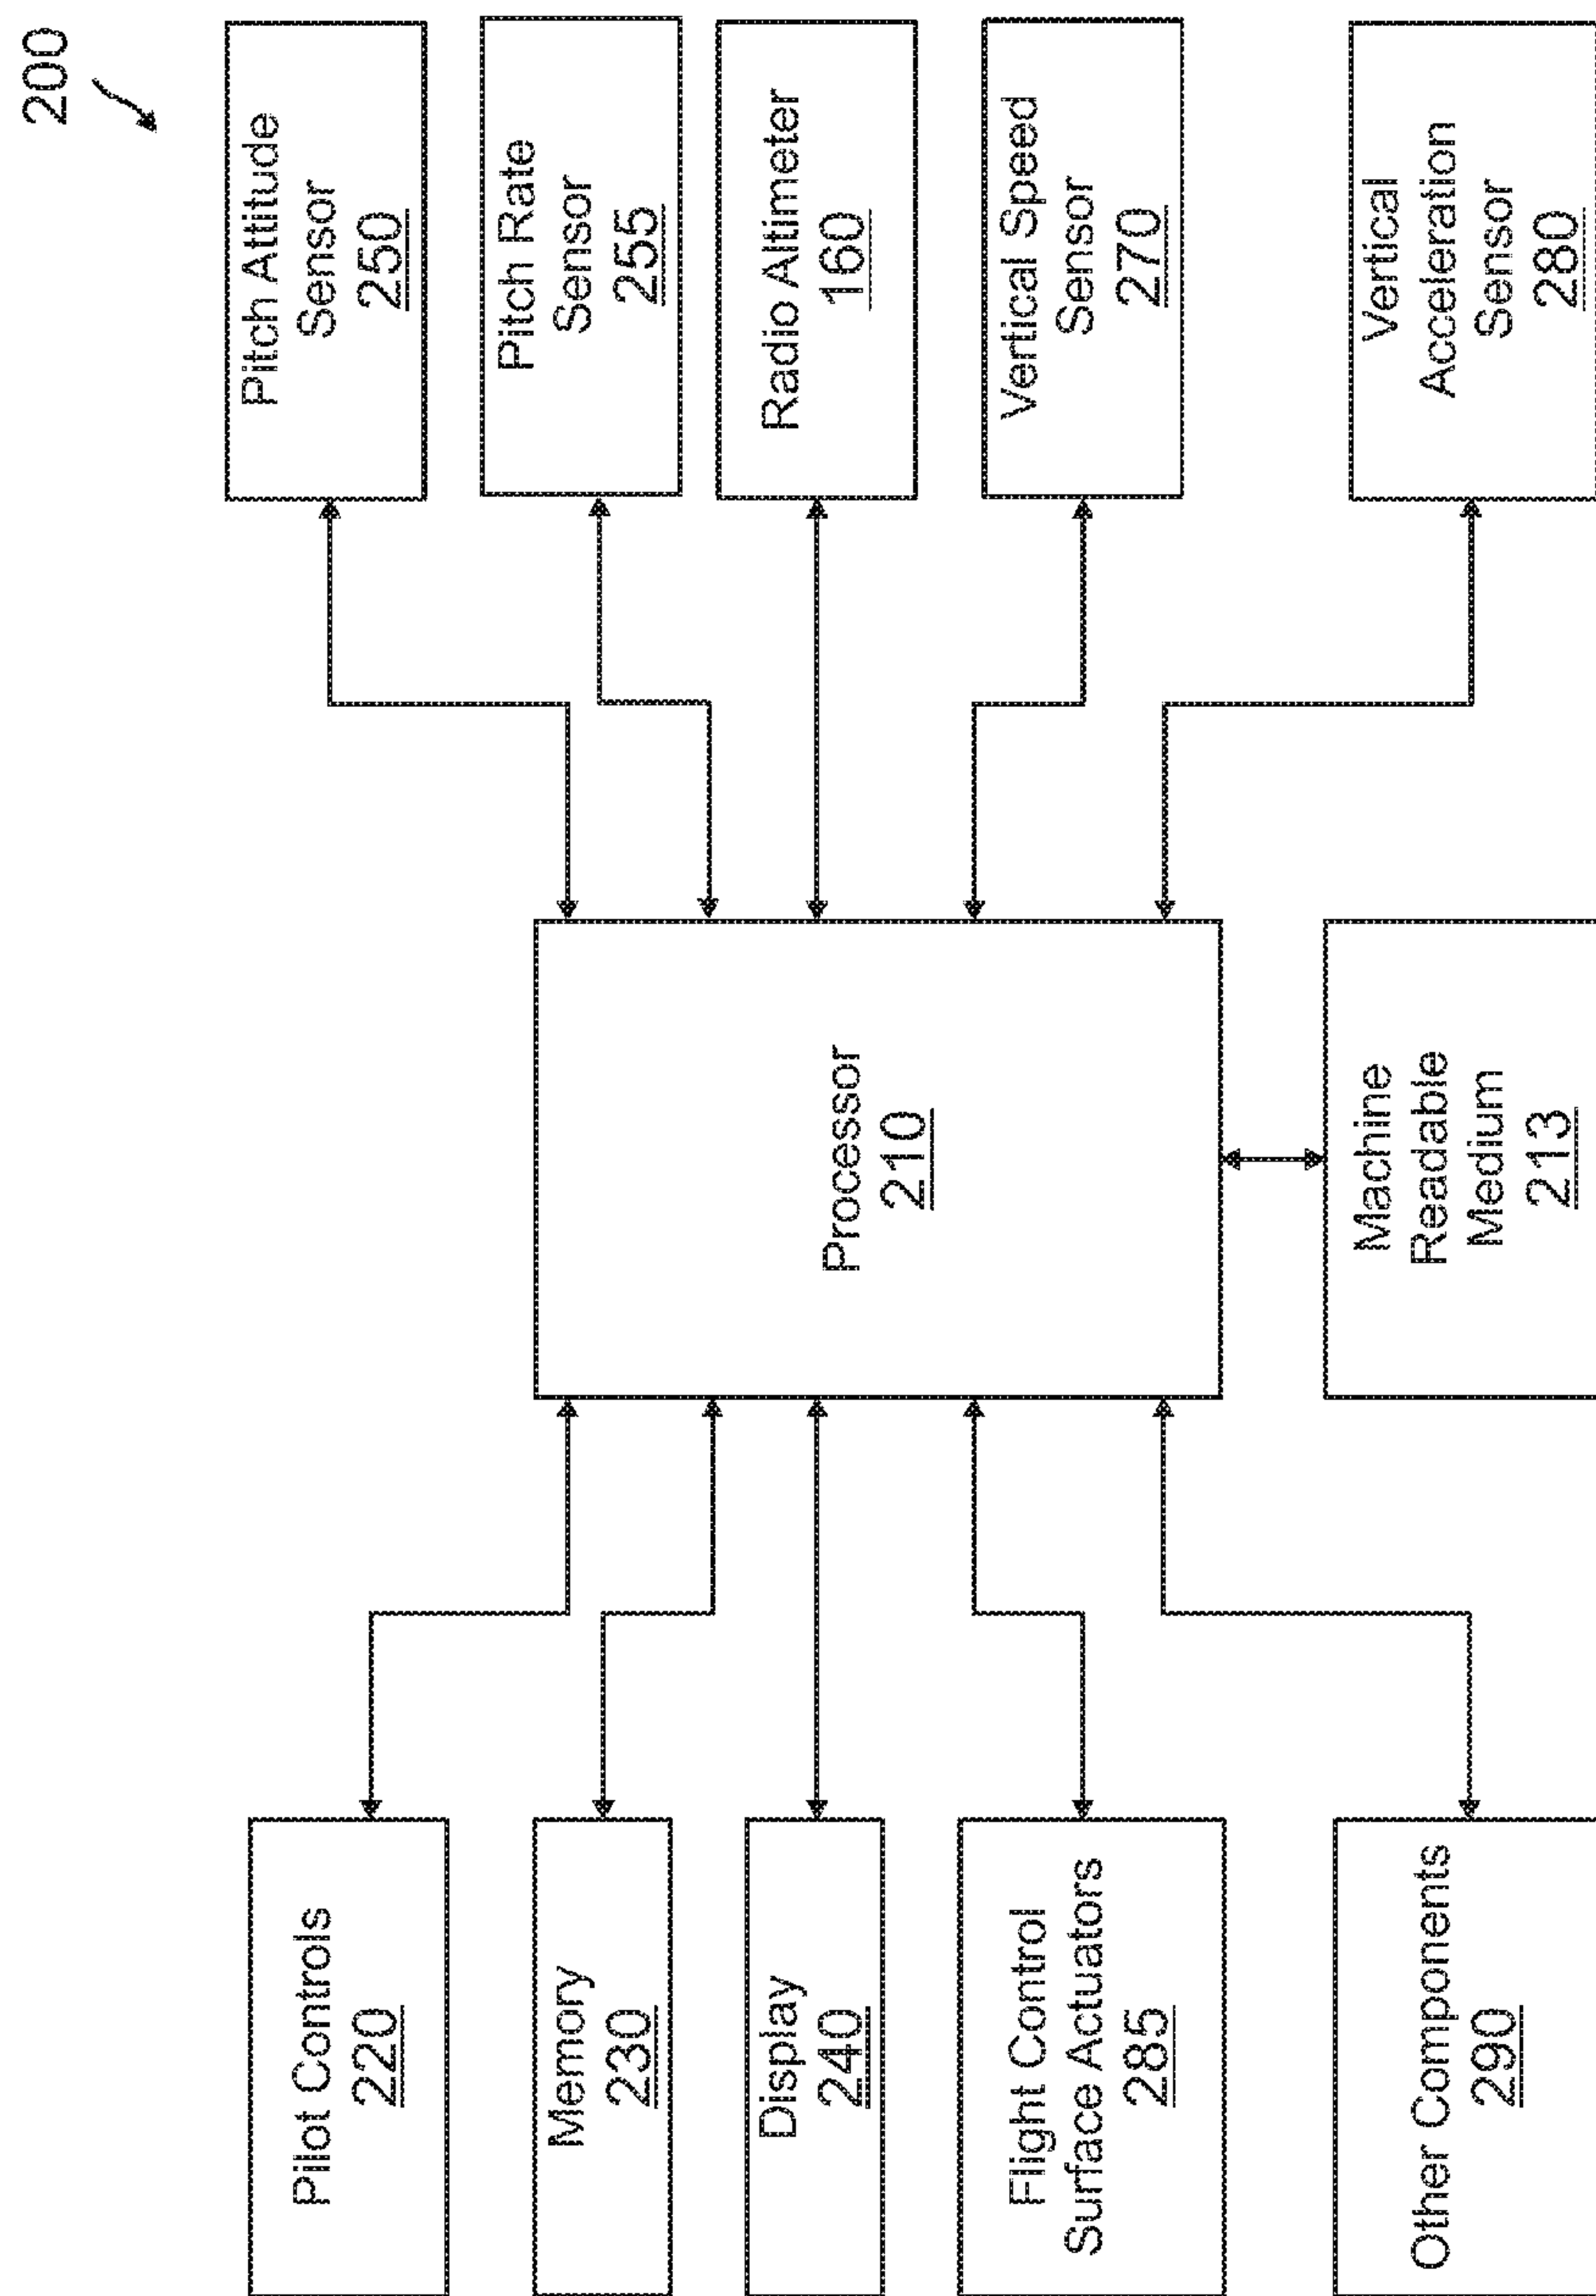 200
Pilot Controls
220
Memory
230
Display
240
Flight Control
Surface Actuators
285
Other Components
290
Processor
210
Machine
Readable
Medium
213
Pitch Attitude
Sensor
250
Pitch Rate
Sensor
255
Radio Altimeter
160
Vertical Speed
Sensor
270
Vertical
Acceleration
Sensor
280